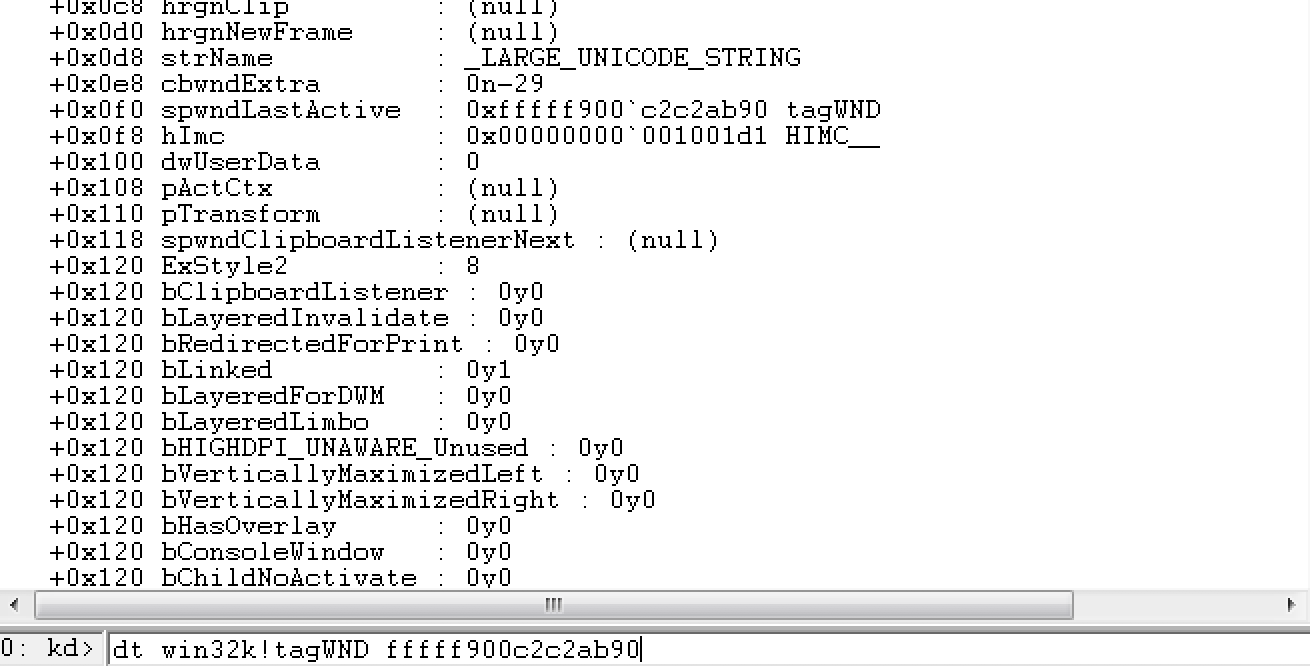 +0x0c8 hrgnClip : (null)
+0x0d0 hrgnNewFrame : (null)
+0x0d8 strName : _LARGE_UNICODE_STRING
+0x0e8 cbwndExtra : 0n-29
+0x0f0 spwndLastActive : 0xfffff900`c2c2ab90 tagWND
+0x0f8 hImc : 0x00000000`001001d1 HIMC__
+0x100 dwUserData : 0
+0x108 pActCtx : (null)
+0x110 pTransform : (null)
+0x118 spwndClipboardListenerNext : (null)
+0x120 ExStyle2 : 8
+0x120 bClipboardListener : 0y0
+0x120 bLayeredInvalidate : 0y0
+0x120 bRedirectedForPrint : 0y0
+0x120 bLinked : 0y1
+0x120 bLayeredForDWM : 0y0
+0x120 bLayeredLimbo : 0y0
+0x120 bHIGHDPI_UNAWARE_Unused : 0y0
+0x120 bVerticallyMaximizedLeft : 0y0
+0x120 bVerticallyMaximizedRight : 0y0
+0x120 bHasOverlay : 0y0
+0x120 bConsoleWindow : 0y0
+0x120 bChildNoActivate : 0y0
0: kd> dt win32k!tagWND fffff900c2c2ab90